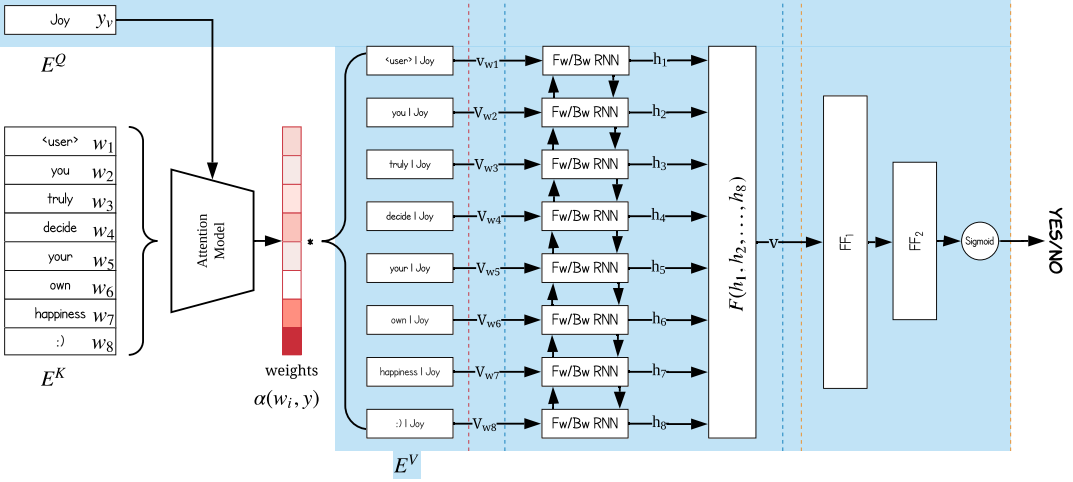 Joy y_v
E^Q
<user> w_1
you w_2
truly w_3
decide w_4
your w_5
own w_6
happiness w_7
:) w_8
E^K
Attention
Model
weights
α(w_i, y)
*
<user> | Joy v_w1 Fw/Bw RNN h_1
you | Joy v_w2 Fw/Bw RNN h_2
truly | Joy v_w3 Fw/Bw RNN h_3
decide | Joy v_w4 Fw/Bw RNN h_4
your | Joy v_w5 Fw/Bw RNN h_5
own | Joy v_w6 Fw/Bw RNN h_6
happiness | Joy v_w7 Fw/Bw RNN h_7
:) | Joy v_w8 Fw/Bw RNN h_8
E^V
F(h_1, h_2, ..., h_8)
v
FF_1
FF_2
Sigmoid
YES/NO